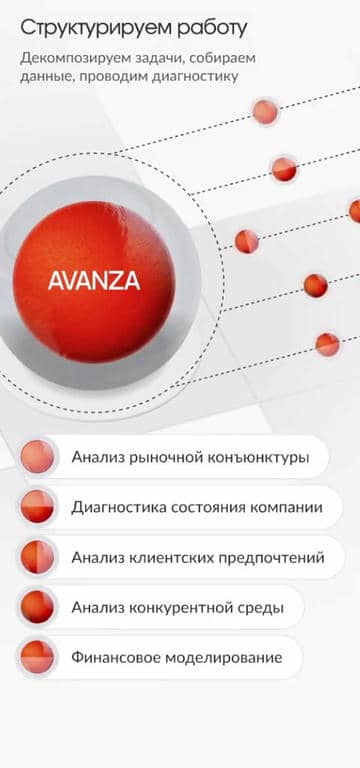 Структурируем работу
Декомпозируем задачи, собираем
данные, проводим диагностику
AVANZA
Анализ рыночной конъюнктуры
Диагностика состояния компании
Анализ клиентских предпочтений
Анализ конкурентной среды
Финансовое моделирование